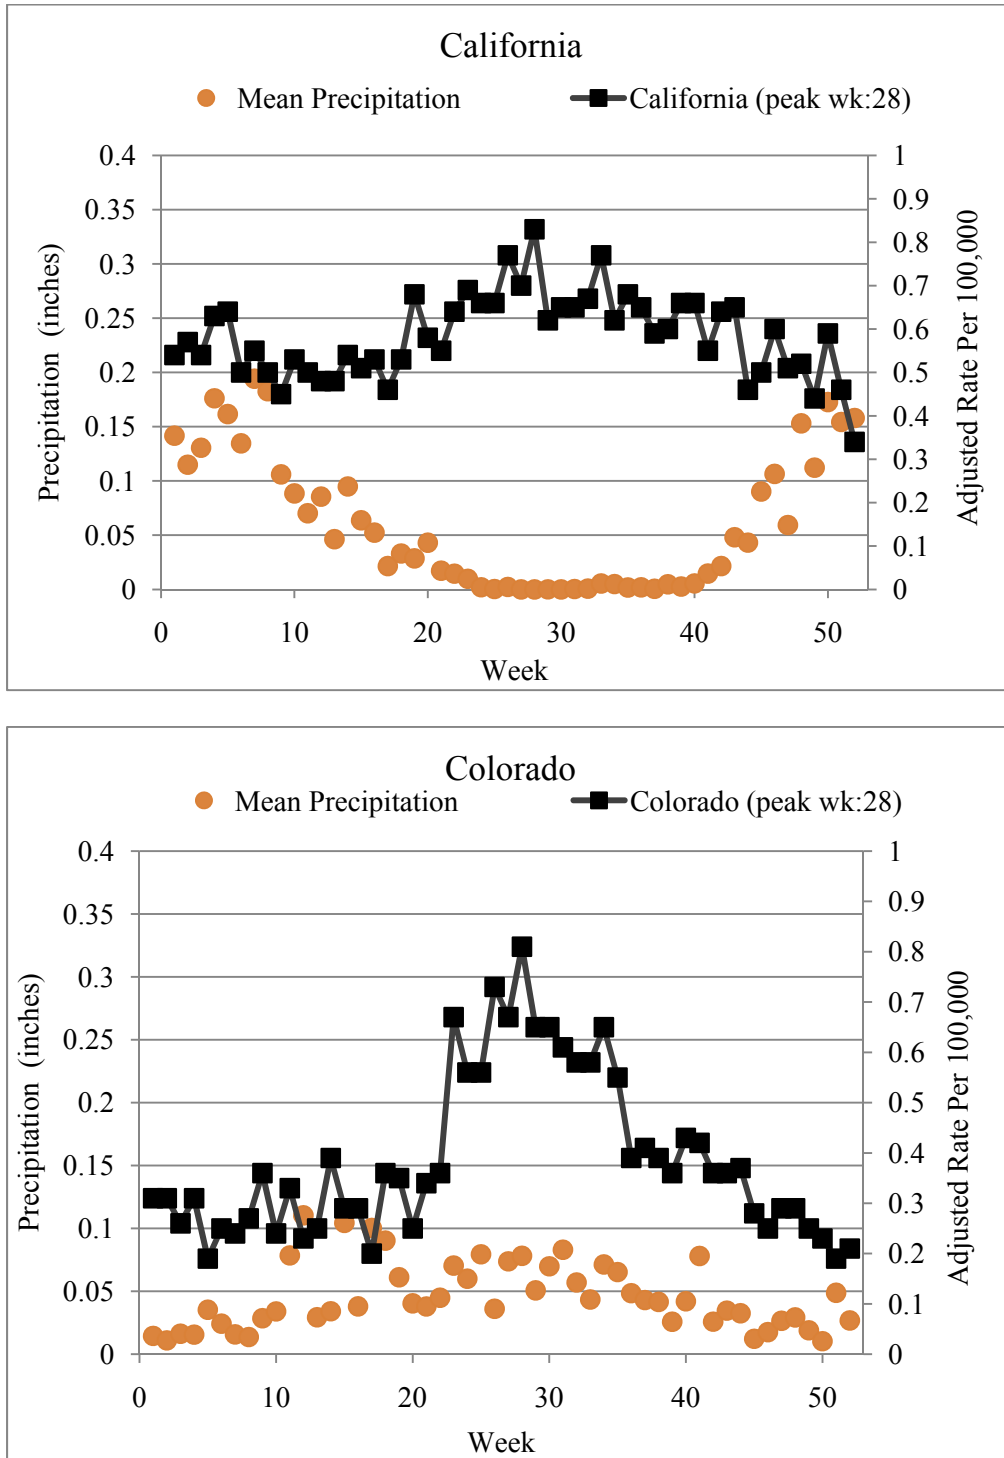 California
Mean Precipitation California (peak wk:28)
0.4 1
0.9
0.35 0.8
0.3 0.7
0.25 0.6
0.2 0.5
0.15 0.4
0.3
0.1 0.2
0.05 0.1
0 0
Precipitation (inches)
Adjusted Rate Per 100,000
0 10 20 30 40 50
Week
Colorado
Mean Precipitation Colorado (peak wk:28)
0.4 1
0.9
0.35 0.8
0.3 0.7
0.25 0.6
0.2 0.5
0.15 0.4
0.3
0.1 0.2
0.05 0.1
0 0
Precipitation (inches)
Adjusted Rate Per 100,000
0 10 20 30 40 50
Week